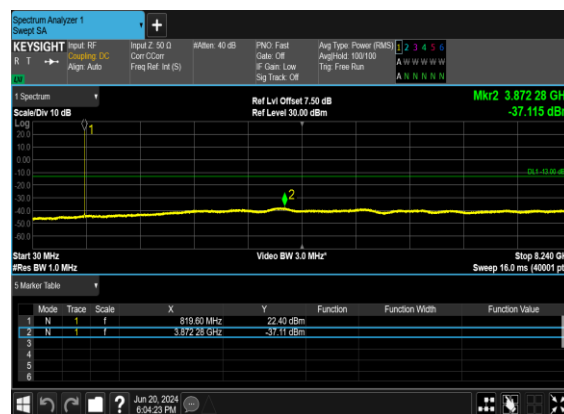 Spectrum Analyzer 1
Swept SA
+
KEYSIGHT
R T
Input: RF
Coupling: DC
Align: Auto
Input Z: 50 Ω
Corr CCorr
Freq Ref: Int (S)
#Atten: 40 dB
PNO: Fast
Gate: Off
IF Gain: Low
Sig Track: Off
Avg Type: Power (RMS)
Avg|Hold: 100/100
Trig: Free Run
1 2 3 4 5 6
A W W W W W
A N N N N N
1 Spectrum
Scale/Div 10 dB
Ref Lvl Offset 7.50 dB
Ref Level 30.00 dBm
Mkr2 3.872 28 GH
-37.115 dBr
Log
20.0
10.0
0.00
-10.0
-20.0
-30.0
-40.0
-50.0
-60.0
1
2
DL1 -13.00 dB
Start 30 MHz
#Res BW 1.0 MHz
Video BW 3.0 MHz*
Stop 8.240 GH
Sweep 16.0 ms (40001 pt
5 Marker Table
Mode Trace Scale X Y Function Function Width Function Value
1 N 1 f 819.60 MHz 22.40 dBm
2 N 1 f 3.872 28 GHz -37.11 dBm
3
4
5
6
?
Jun 20, 2024
6:04:23 PM